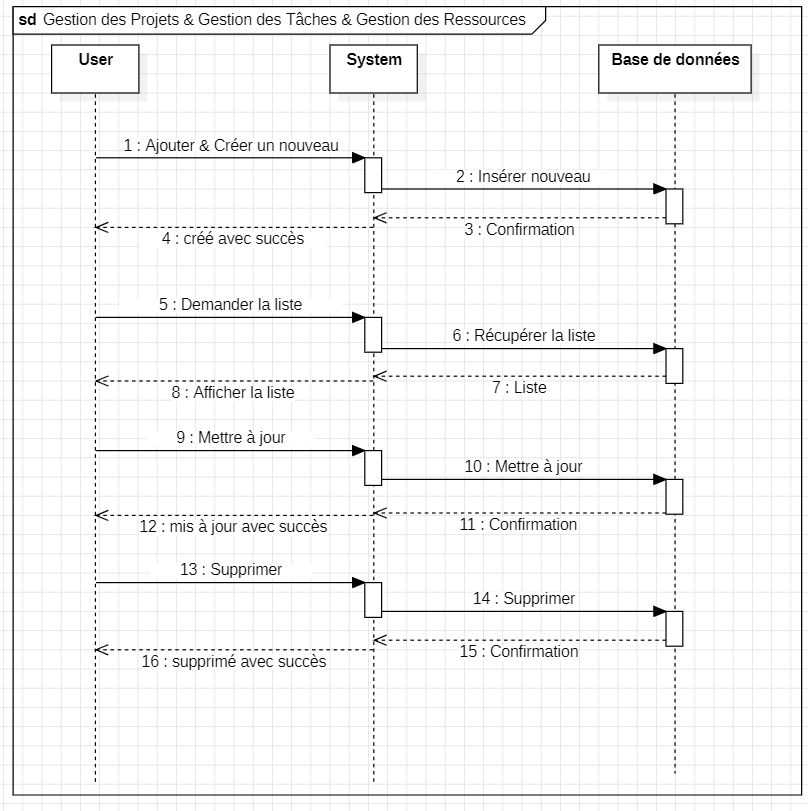 sd Gestion des Projets & Gestion des Tâches & Gestion des Ressources
User
System
Base de données
1 : Ajouter & Créer un nouveau
2 : Insérer nouveau
3 : Confirmation
4 : créé avec succès
5 : Demander la liste
6 : Récupérer la liste
7 : Liste
8 : Afficher la liste
9 : Mettre à jour
10 : Mettre à jour
11 : Confirmation
12 : mis à jour avec succès
13 : Supprimer
14 : Supprimer
15 : Confirmation
16 : supprimé avec succès